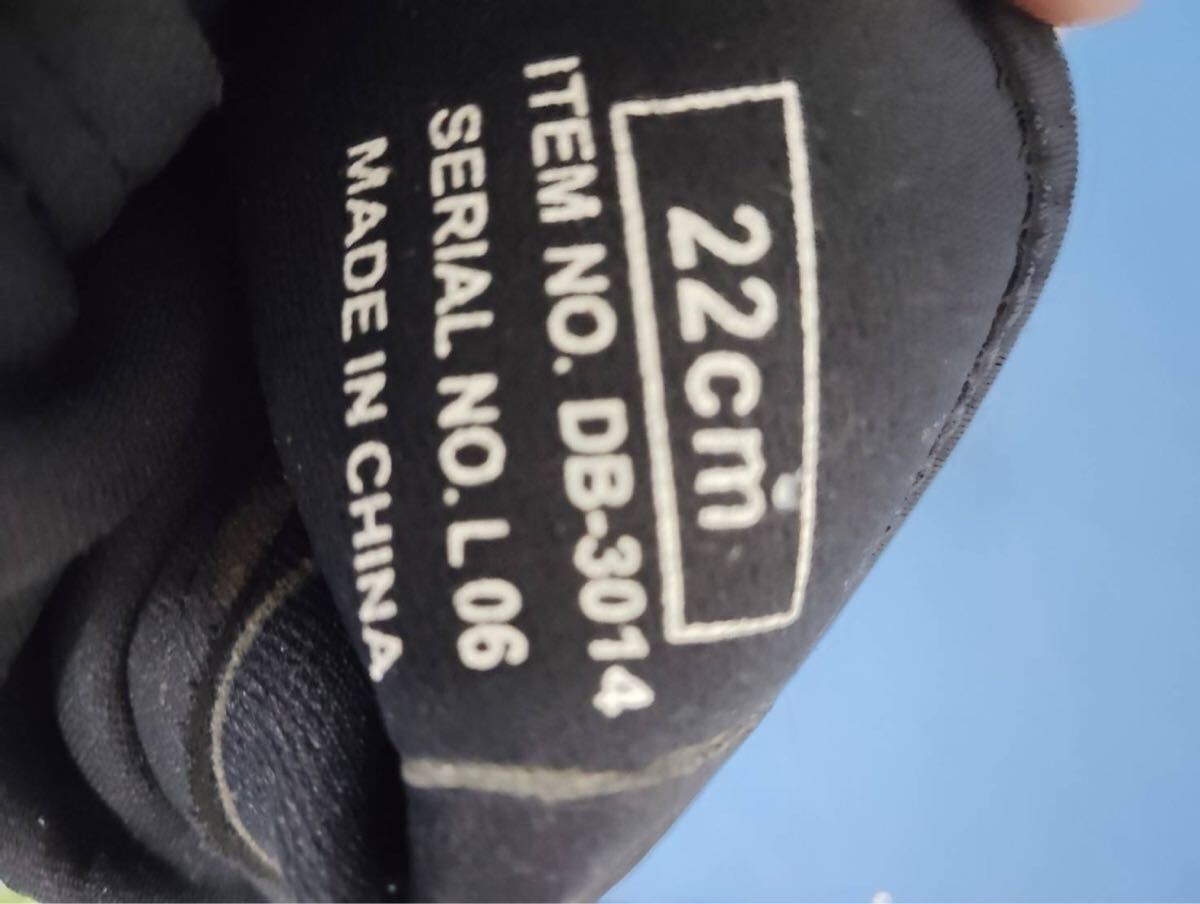 22cm
ITEM NO. DB-3014
SERIAL NO. L 06
MADE IN CHINA